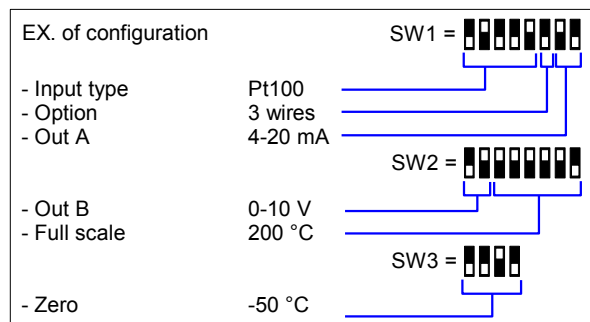 EX. of configuration SW1 =
- Input type Pt100
- Option 3 wires
- Out A 4-20 mA
SW2 =
- Out B 0-10 V
- Full scale 200 °C
SW3 =
- Zero -50 °C